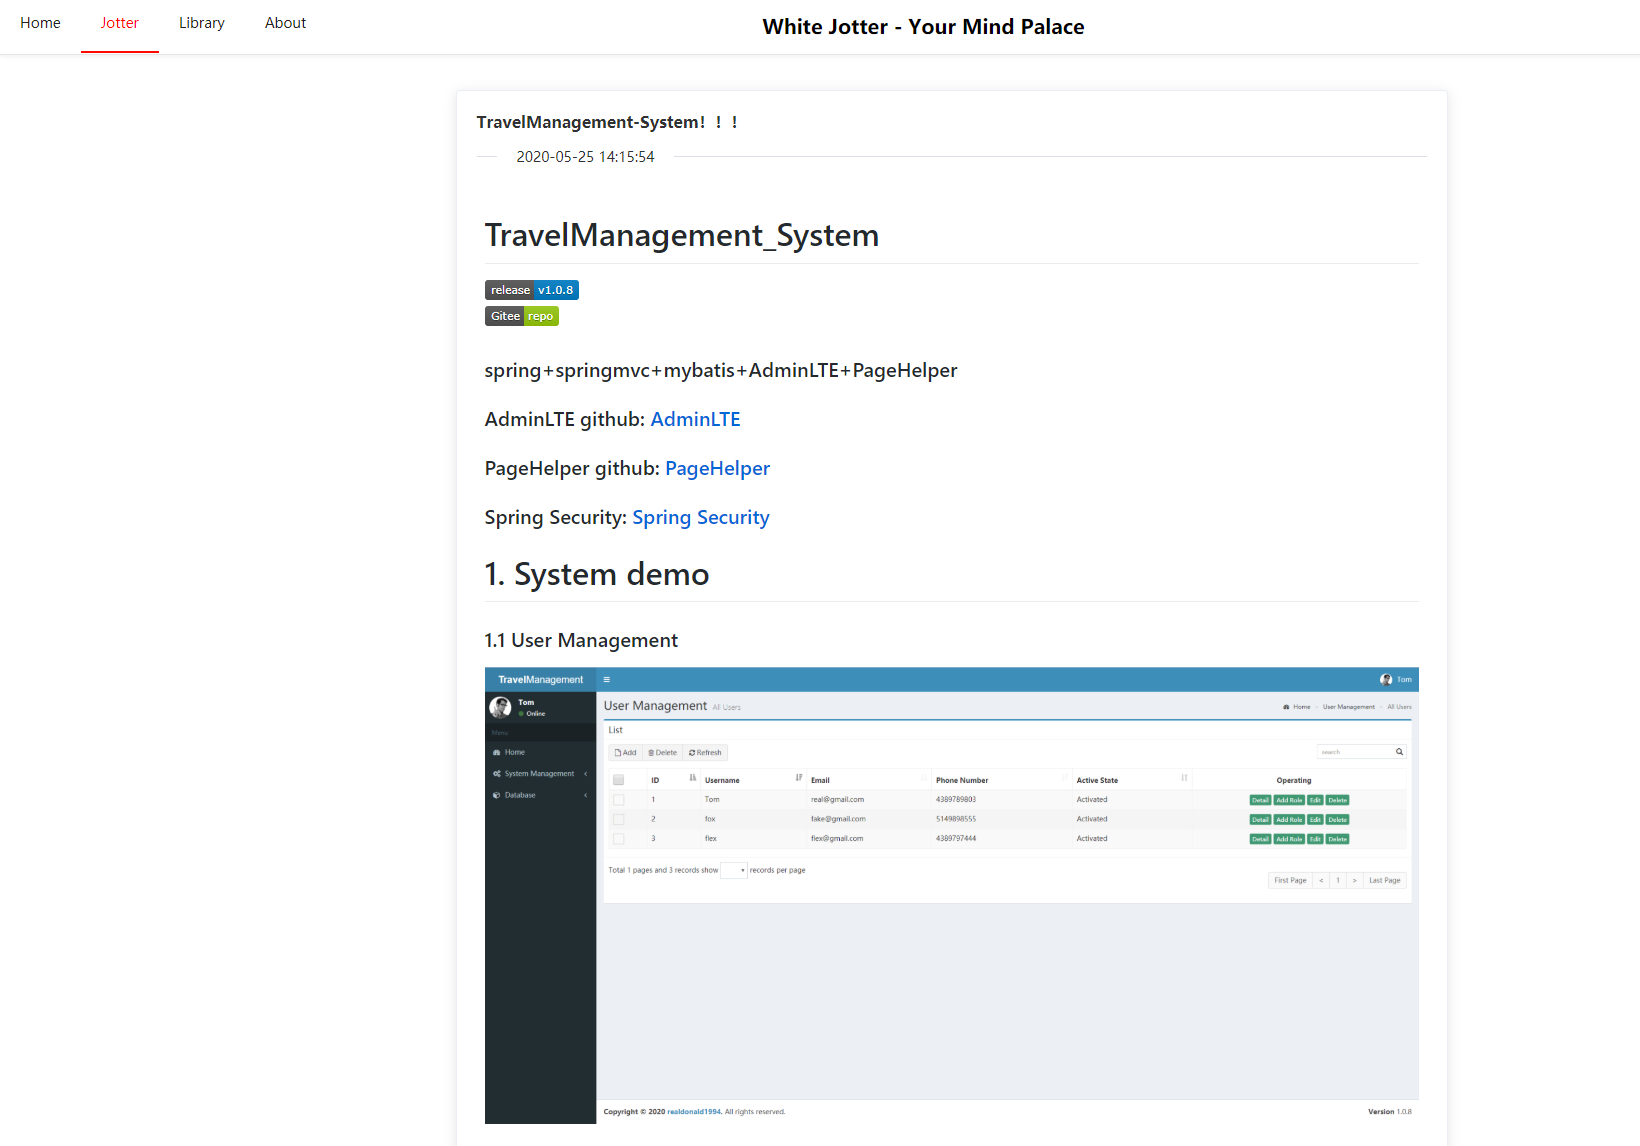 Home Jotter Library About White Jotter - Your Mind Palace
TravelManagement-System！！！
2020-05-25 14:15:54
TravelManagement_System
release v1.0.8
Gitee repo
spring+springmvc+mybatis+AdminLTE+PageHelper
AdminLTE github: AdminLTE
PageHelper github: PageHelper
Spring Security: Spring Security
1. System demo
1.1 User Management
TravelManagement Tom
Tom
Online
Menu
Home
System Management
Database
User Management All Users Home > User Management > All Users
List
Add Delete Refresh search
ID Username Email Phone Number Active State Operating
1 Tom real@gmail.com 4389789803 Activated Detail Add Role Edit Delete
2 fox fake@gmail.com 5149898555 Activated Detail Add Role Edit Delete
3 flex flex@gmail.com 4389797444 Activated Detail Add Role Edit Delete
Total 1 pages and 3 records show records per page
First Page < 1 > Last Page
Copyright © 2020 realdonald1994. All rights reserved. Version 1.0.8